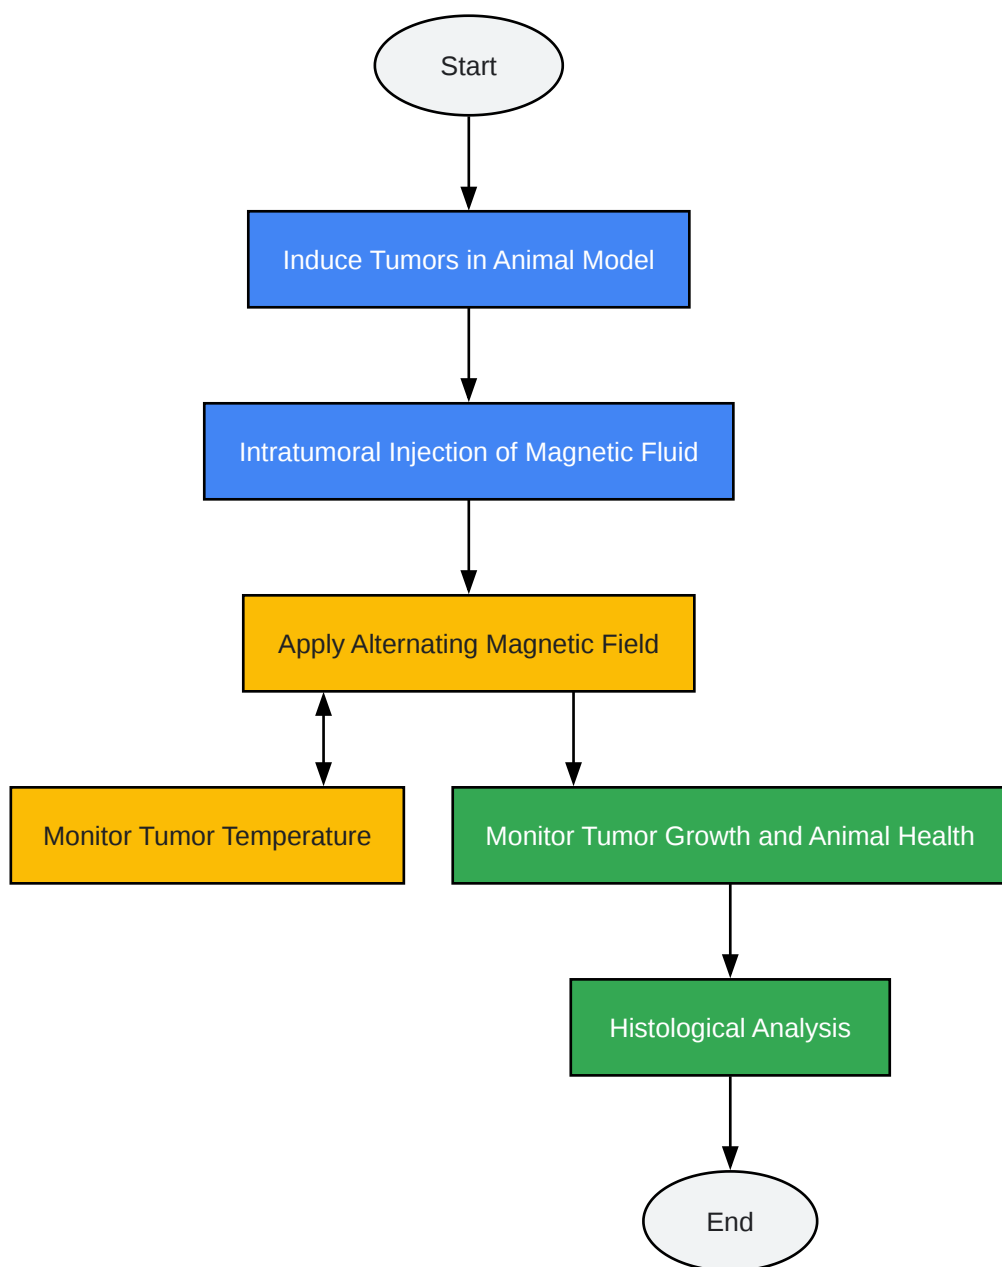 Start
Induce Tumors in Animal Model
Intratumoral Injection of Magnetic Fluid
Apply Alternating Magnetic Field
Monitor Tumor Temperature
Monitor Tumor Growth and Animal Health
Histological Analysis
End